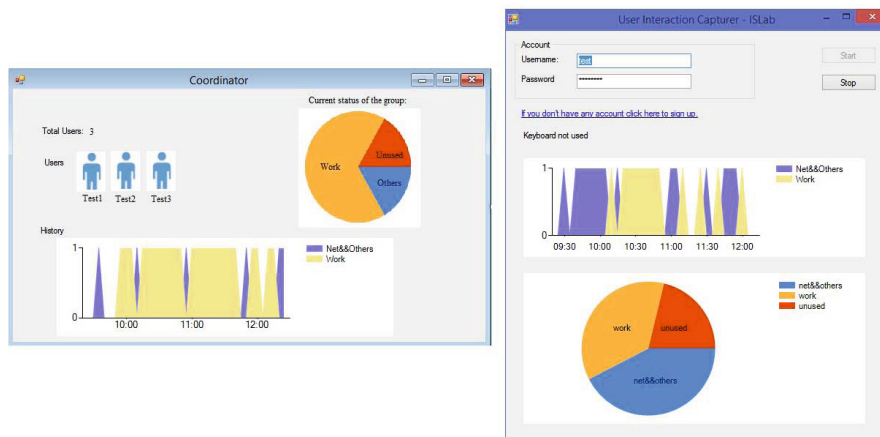 Coordinator
Current status of the group:
Total Users: 3
Users
Test1 Test2 Test3
Work
Unused
Others
History
Net&&Others
Work
1
0
10:00 11:00 12:00
User Interaction Capturer - ISLab
Account
Username: test
Password ********
Start
Stop
If you don't have any account click here to sign up.
Keyboard not used
Net&&Others
Work
1
0
09:30 10:00 10:30 11:00 11:30 12:00
net&&others
work
unused
work
unused
net&&others